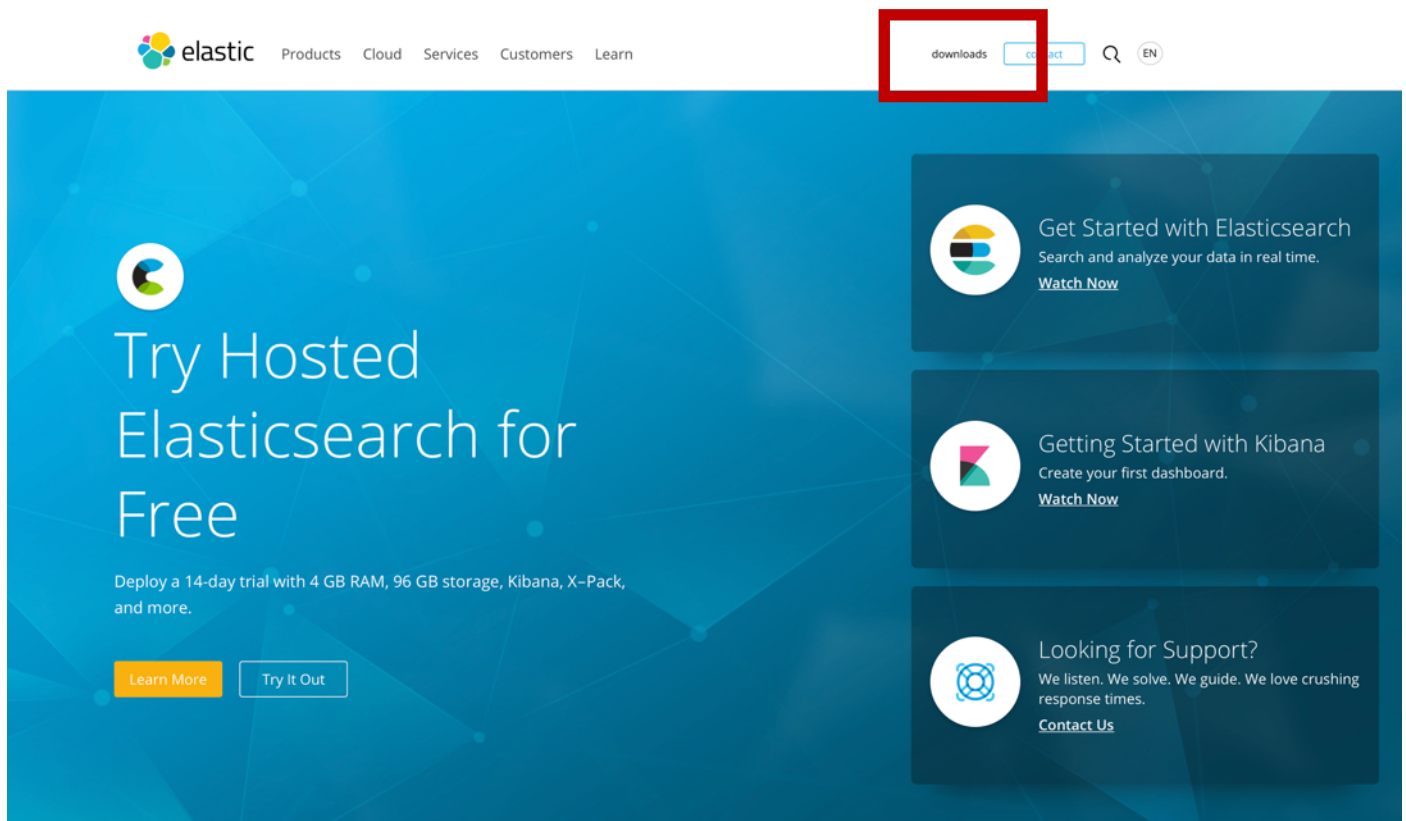 elastic Products Cloud Services Customers Learn downloads contact EN
Try Hosted
Elasticsearch for
Free
Deploy a 14-day trial with 4 GB RAM, 96 GB storage, Kibana, X–Pack,
and more.
Learn More Try It Out
Get Started with Elasticsearch
Search and analyze your data in real time.
Watch Now
Getting Started with Kibana
Create your first dashboard.
Watch Now
Looking for Support?
We listen. We solve. We guide. We love crushing
response times.
Contact Us